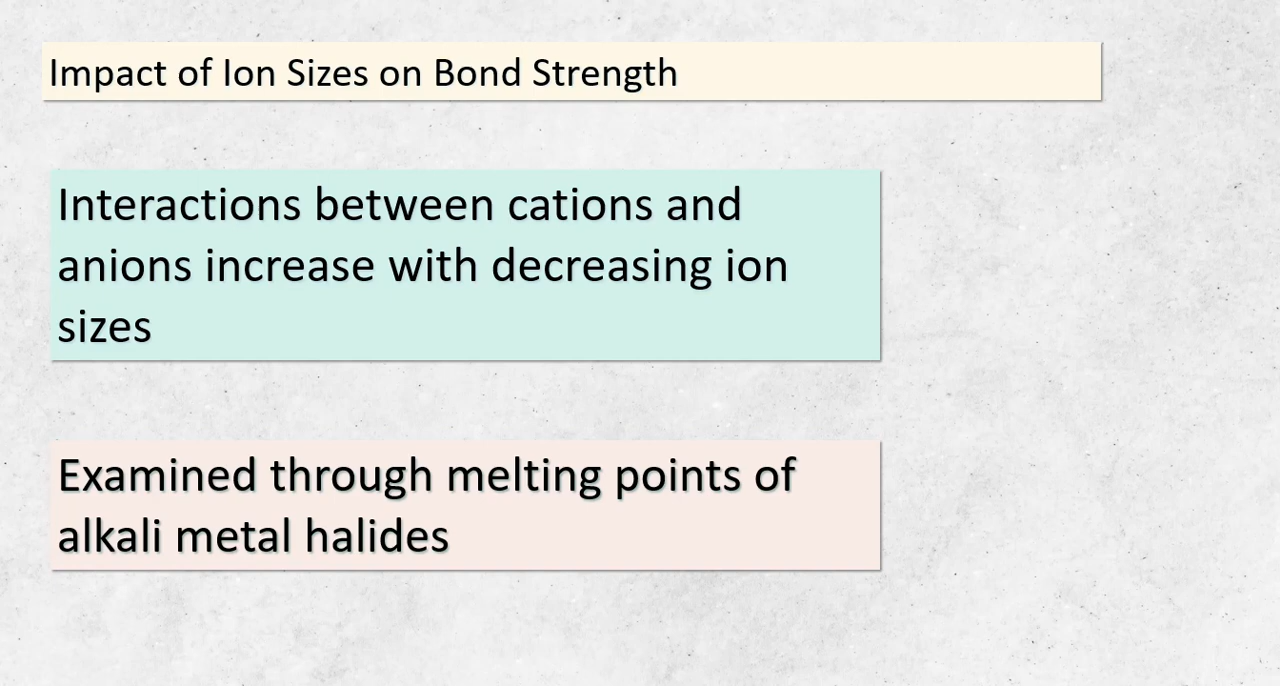 Impact of Ion Sizes on Bond Strength
Interactions between cations and
anions increase with decreasing ion
sizes
Examined through melting points of
alkali metal halides